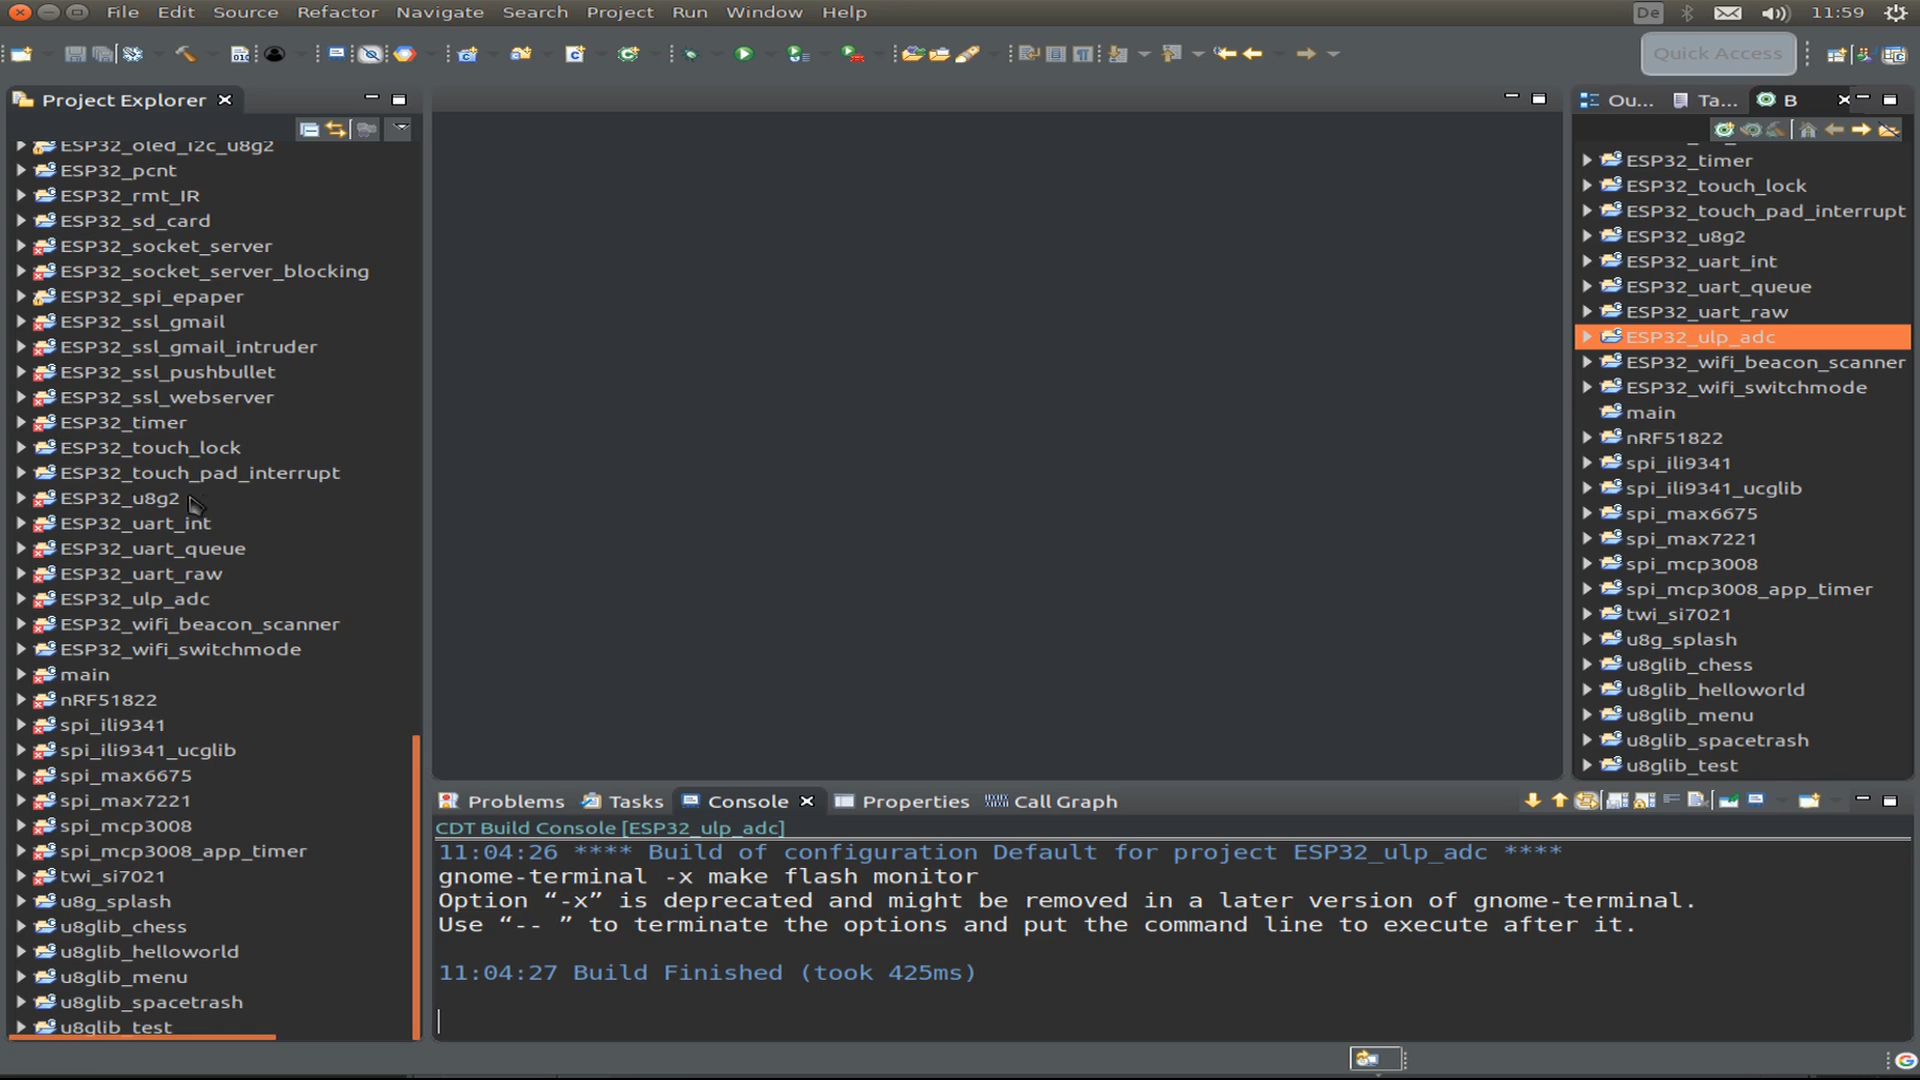 File Edit Source Refactor Navigate Search Project Run Window Help
De 11:59
Quick Access
Project Explorer
ESP32_oled_i2c_u8g2
ESP32_pcnt
ESP32_rmt_IR
ESP32_sd_card
ESP32_socket_server
ESP32_socket_server_blocking
ESP32_spi_epaper
ESP32_ssl_gmail
ESP32_ssl_gmail_intruder
ESP32_ssl_pushbullet
ESP32_ssl_webserver
ESP32_timer
ESP32_touch_lock
ESP32_touch_pad_interrupt
ESP32_u8g2
ESP32_uart_int
ESP32_uart_queue
ESP32_uart_raw
ESP32_ulp_adc
ESP32_wifi_beacon_scanner
ESP32_wifi_switchmode
main
nRF51822
spi_ili9341
spi_ili9341_ucglib
spi_max6675
spi_max7221
spi_mcp3008
spi_mcp3008_app_timer
twi_si7021
u8g_splash
u8glib_chess
u8glib_helloworld
u8glib_menu
u8glib_spacetrash
u8glib_test
Problems Tasks Console Properties Call Graph
CDT Build Console [ESP32_ulp_adc]
11:04:26 **** Build of configuration Default for project ESP32_ulp_adc ****
gnome-terminal -x make flash monitor
Option “-x” is deprecated and might be removed in a later version of gnome-terminal.
Use “-- ” to terminate the options and put the command line to execute after it.
11:04:27 Build Finished (took 425ms)
Ou... Ta... B
ESP32_timer
ESP32_touch_lock
ESP32_touch_pad_interrupt
ESP32_u8g2
ESP32_uart_int
ESP32_uart_queue
ESP32_uart_raw
ESP32_ulp_adc
ESP32_wifi_beacon_scanner
ESP32_wifi_switchmode
main
nRF51822
spi_ili9341
spi_ili9341_ucglib
spi_max6675
spi_max7221
spi_mcp3008
spi_mcp3008_app_timer
twi_si7021
u8g_splash
u8glib_chess
u8glib_helloworld
u8glib_menu
u8glib_spacetrash
u8glib_test